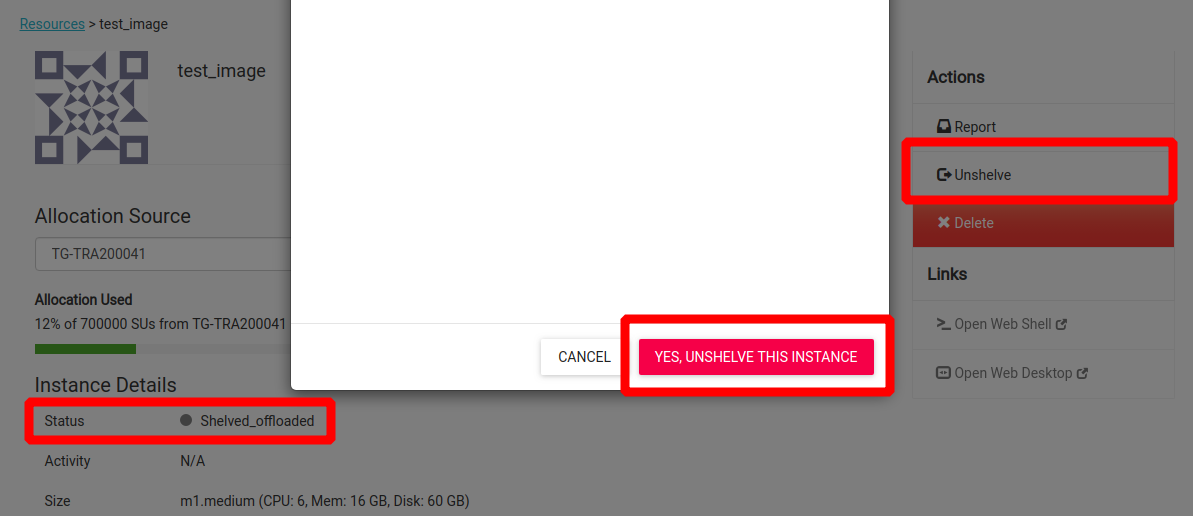 Resources > test_image
test_image
Allocation Source
TG-TRA200041
Allocation Used
12% of 700000 SUs from TG-TRA200041
Instance Details
Status Shelved_offloaded
Activity N/A
Size m1.medium (CPU: 6, Mem: 16 GB, Disk: 60 GB)
CANCEL
YES, UNSHELVE THIS INSTANCE
Actions
Report
Unshelve
Delete
Links
Open Web Shell
Open Web Desktop